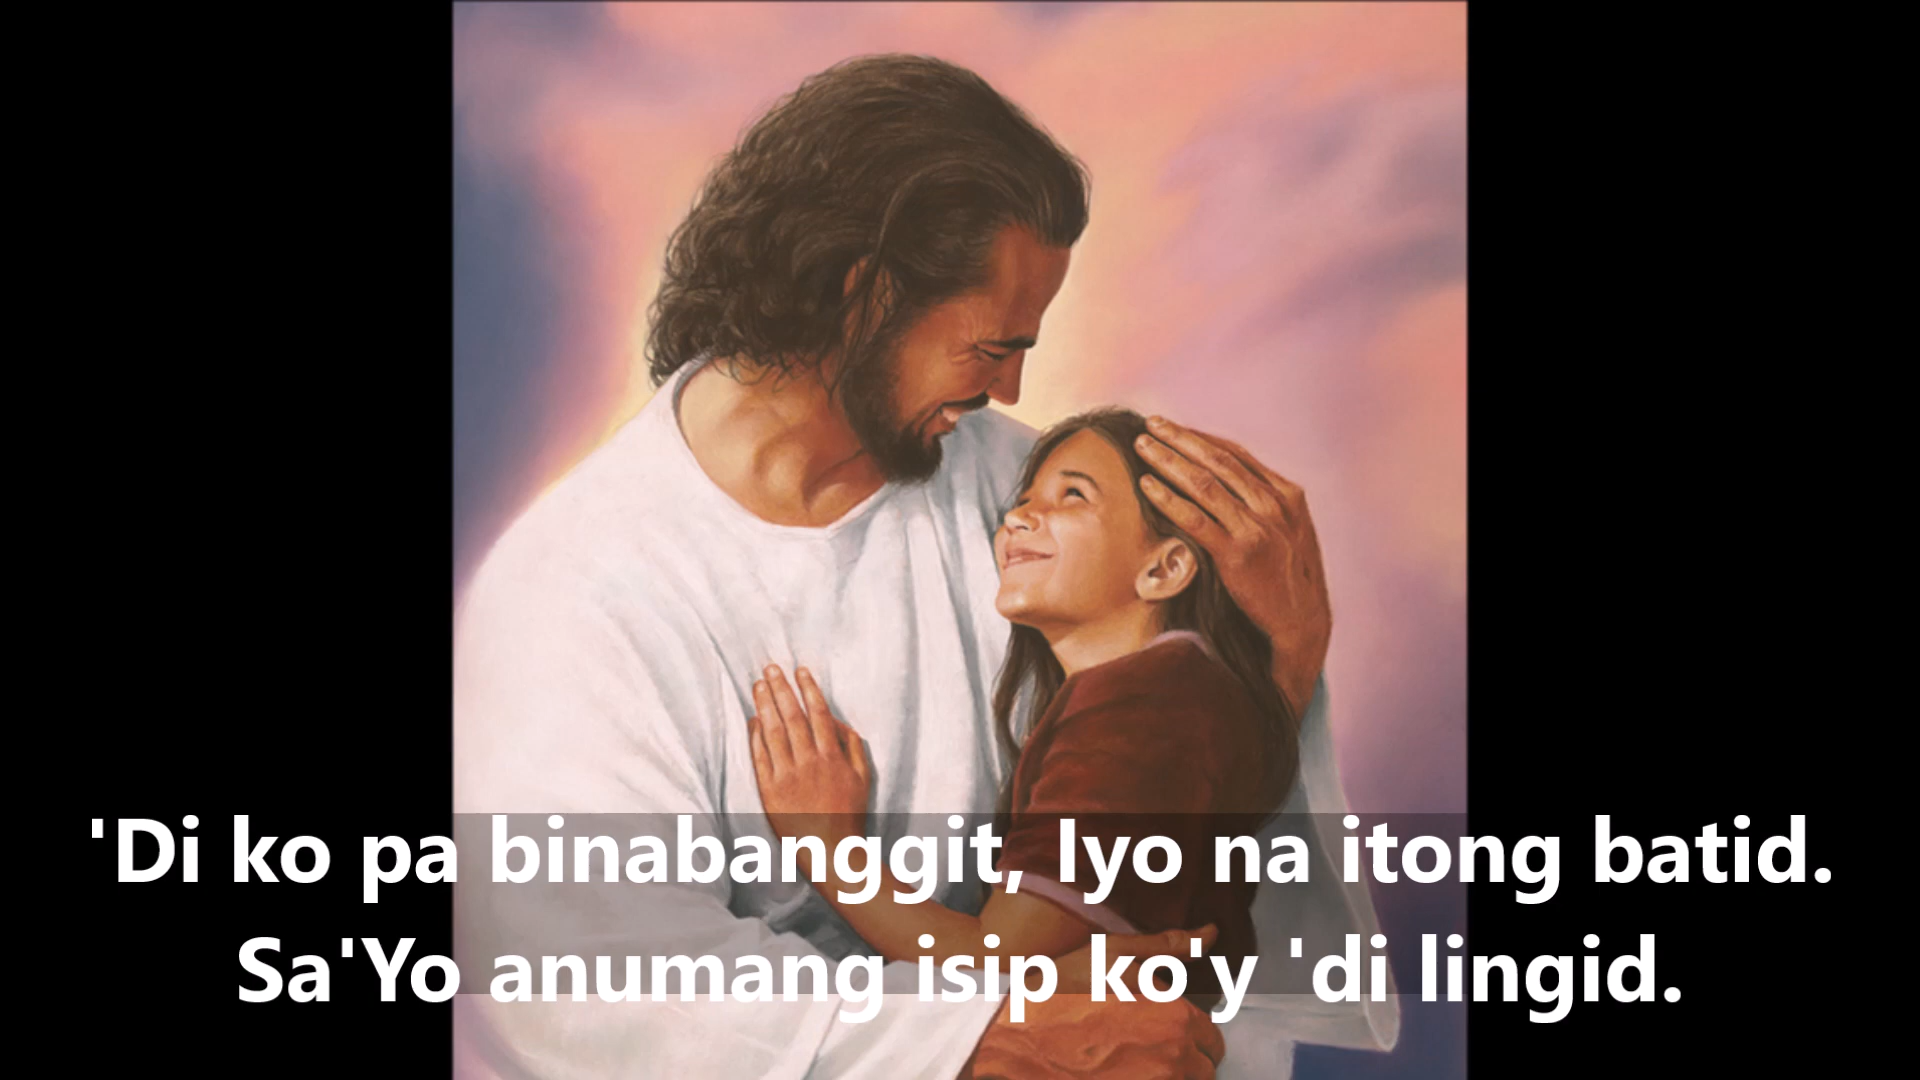 'Di ko pa binabanggit, Iyo na itong batid.
Sa'Yo anumang isip ko'y 'di lingid.